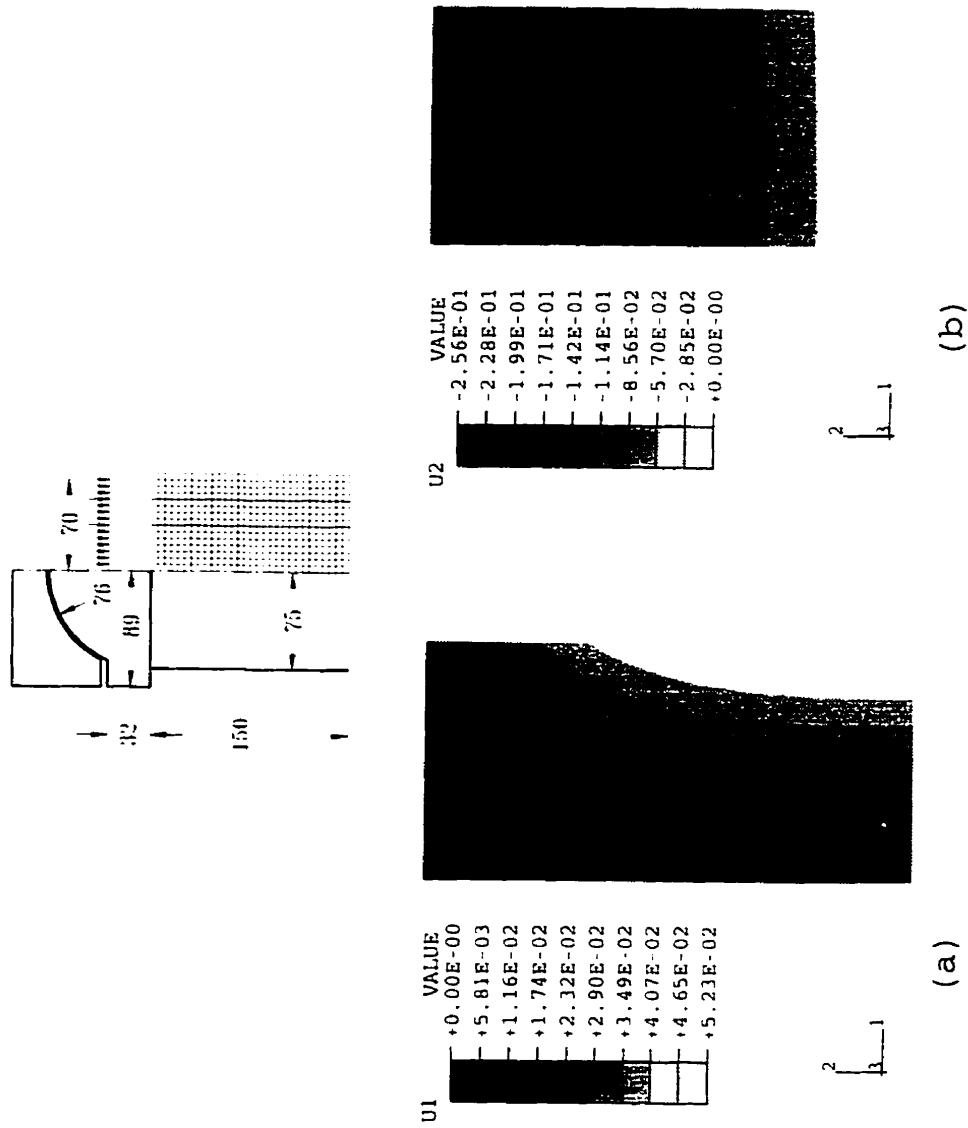 70
76
89
32
75
150
U1
VALUE
+0.00E-00
+5.81E-03
+1.16E-02
+1.74E-02
+2.32E-02
+2.90E-02
+3.49E-02
+4.07E-02
+4.65E-02
+5.23E-02
2
3
1
(a)
U2
VALUE
-2.56E-01
-2.28E-01
-1.99E-01
-1.71E-01
-1.42E-01
-1.14E-01
-8.56E-02
-5.70E-02
-2.85E-02
+0.00E-00
2
3
1
(b)